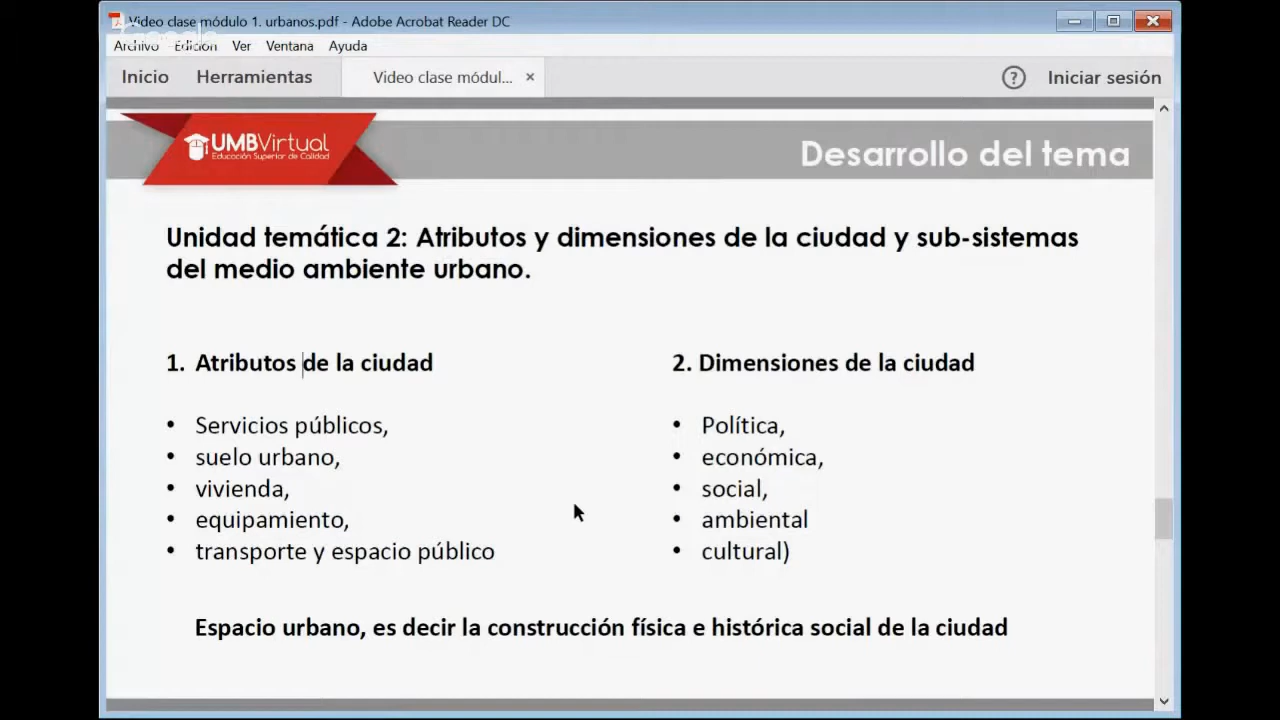 Video clase módulo 1. urbanos.pdf - Adobe Acrobat Reader DC
Archivo Edición Ver Ventana Ayuda
Inicio Herramientas Video clase módul... × ? Iniciar sesión
UMBVirtual
Educación Superior de Calidad
Desarrollo del tema
Unidad temática 2: Atributos y dimensiones de la ciudad y sub-sistemas
del medio ambiente urbano.
1. Atributos de la ciudad
• Servicios públicos,
• suelo urbano,
• vivienda,
• equipamiento,
• transporte y espacio público
2. Dimensiones de la ciudad
• Política,
• económica,
• social,
• ambiental
• cultural)
Espacio urbano, es decir la construcción física e histórica social de la ciudad